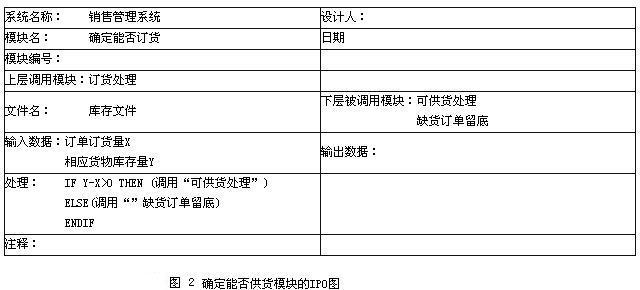 系统名称： 销售管理系统 设计人：
模块名： 确定能否订货 日期
模块编号：
上层调用模块：订货处理
文件名： 库存文件 下层被调用模块：可供货处理
缺货订单留底
输入数据：订单订货量X 输出数据：
相应货物库存量Y
处理： IF Y-X>0 THEN (调用“可供货处理”)
ELSE(调用“”缺货订单留底)
ENDIF
注释：
图 2 确定能否供货模块的IPO图